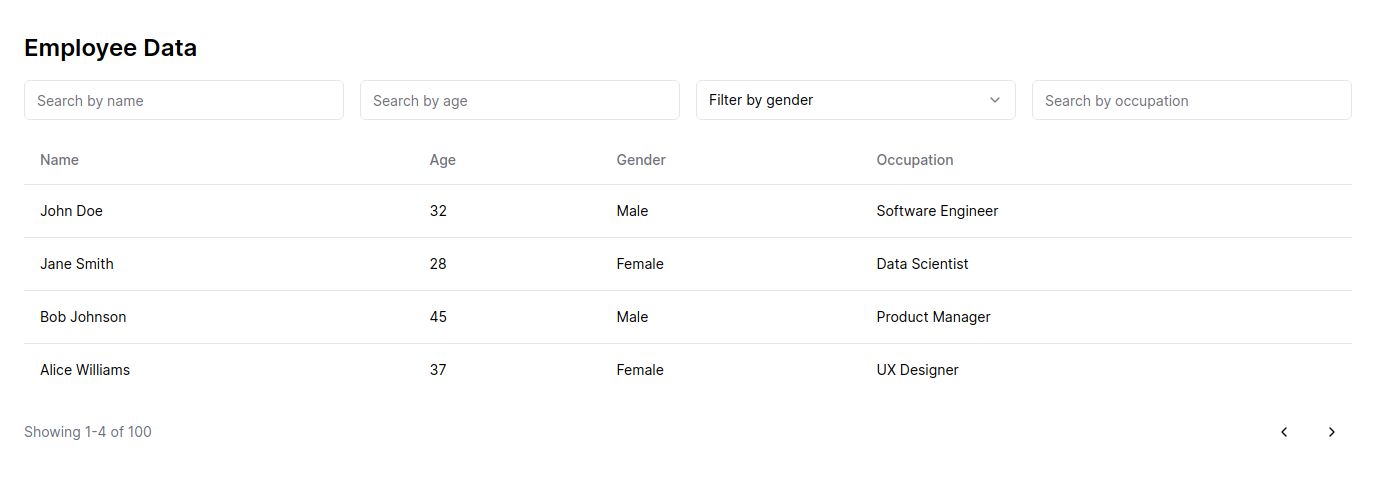 Employee Data
Search by name Search by age Filter by gender Search by occupation
Name Age Gender Occupation
John Doe 32 Male Software Engineer
Jane Smith 28 Female Data Scientist
Bob Johnson 45 Male Product Manager
Alice Williams 37 Female UX Designer
Showing 1-4 of 100